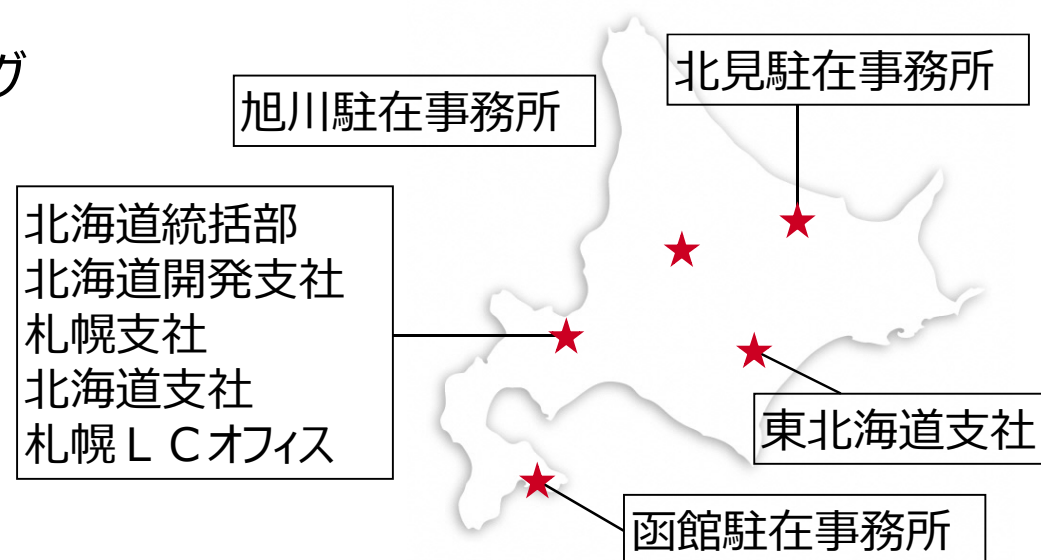 グ
北見駐在事務所
旭川駐在事務所
北海道統括部
北海道開発支社
札幌支社
北海道支社
札幌ＬＣオフィス
東北海道支社
函館駐在事務所